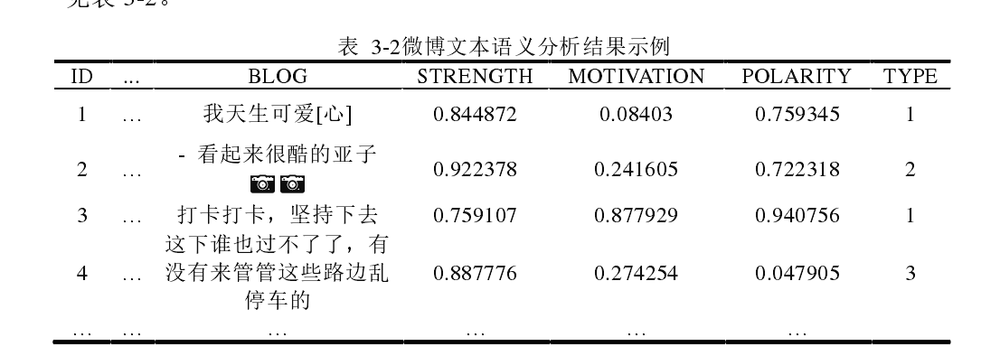 见表 3-2。
表 3-2微博文本语义分析结果示例
ID ... BLOG STRENGTH MOTIVATION POLARITY TYPE
1 ... 我天生可爱[心] 0.844872 0.08403 0.759345 1
- 看起来很酷的亚子
2 ... 📷📷 0.922378 0.241605 0.722318 2
3 ... 打卡打卡，坚持下去 0.759107 0.877929 0.940756 1
这下谁也过不了了，有
4 ... 没有来管管这些路边乱 0.887776 0.274254 0.047905 3
停车的
... ... ... ... ... ...